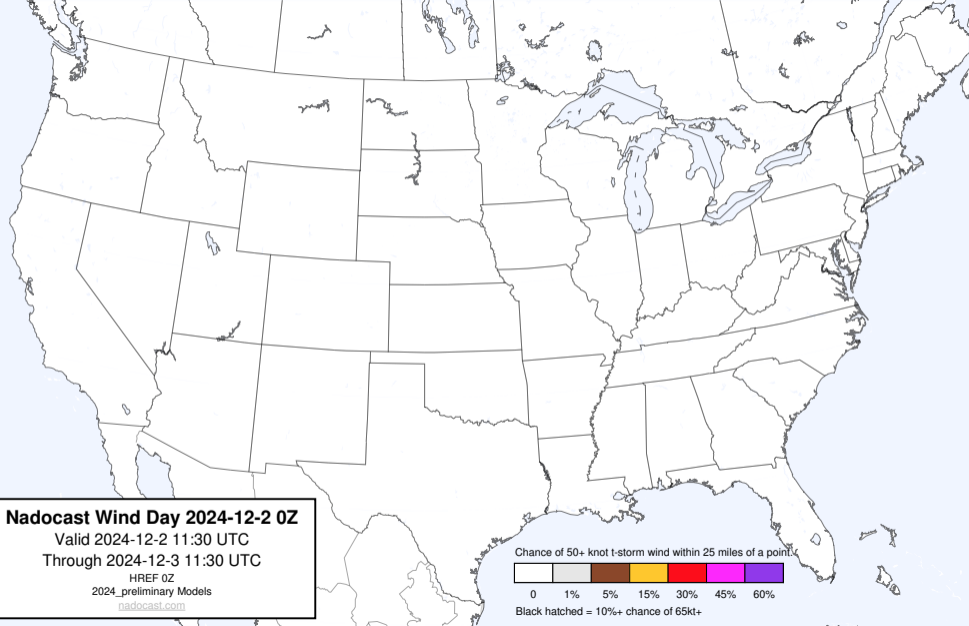 Nadocast Wind Day 2024-12-2 0Z
Valid 2024-12-2 11:30 UTC
Through 2024-12-3 11:30 UTC
HREF 0Z
2024_preliminary Models
nadocast.com
Chance of 50+ knot t-storm wind within 25 miles of a point.
0 1% 5% 15% 30% 45% 60%
Black hatched = 10%+ chance of 65kt+